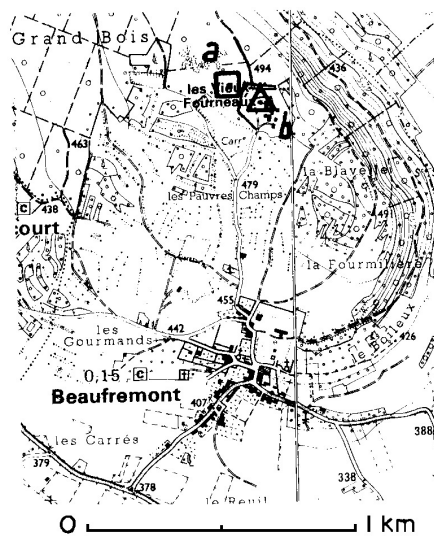 Grand Bois
a
494
436
les Vieux
Fourneaux
b
463
Carr
la Bjavelle
479
les Pauvres Champs
491
C
438
ourt
la Fourmilière
455
les
Gourmands
442
le Boileux
426
0,15 C
Beaufremont
407
les Carrés
388
379
378
338
le Reuil
0 1 km